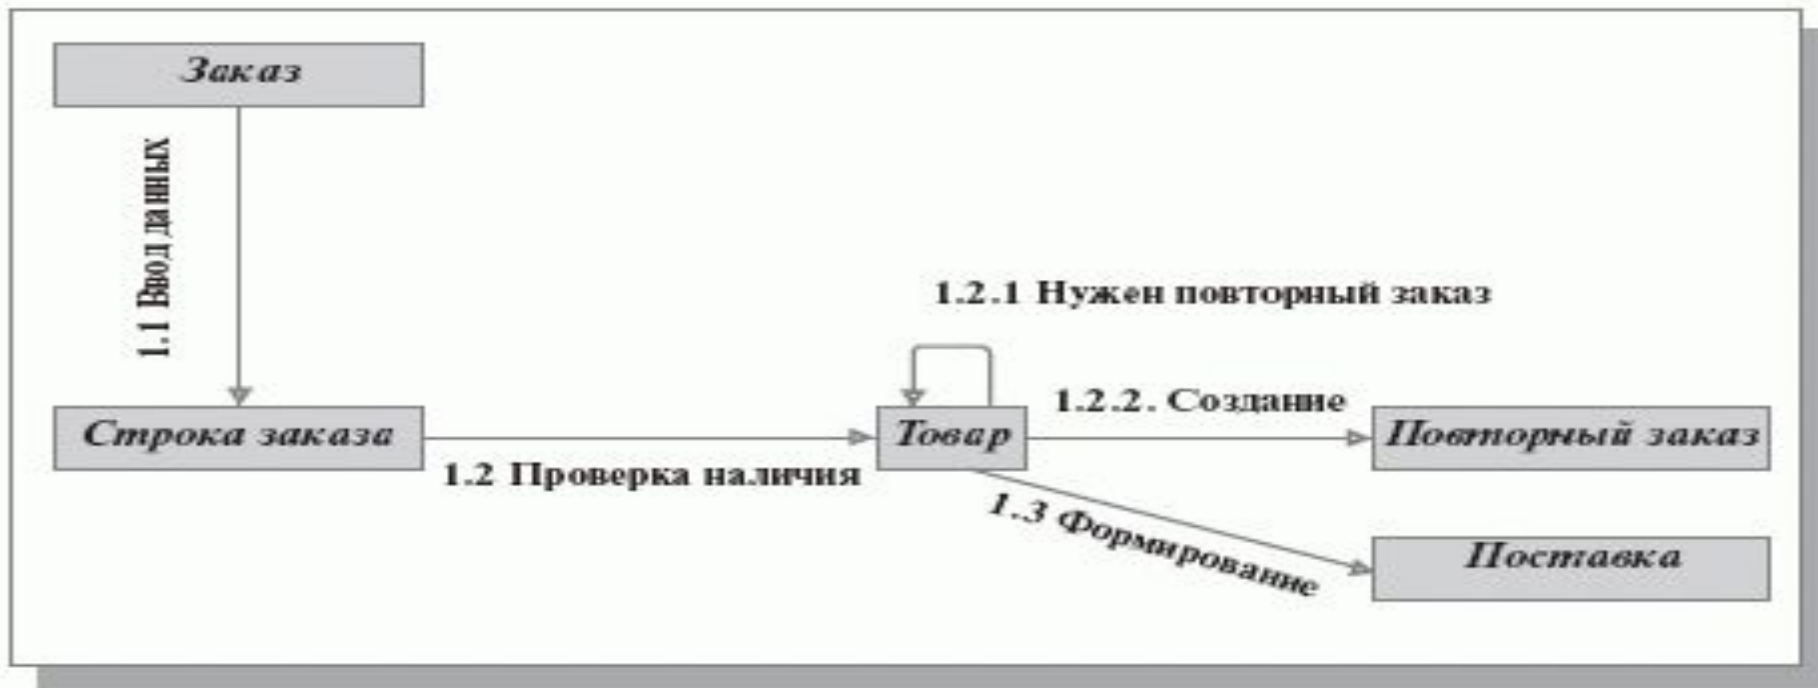 Заказ
1.1 Ввод данных
1.2.1 Нужен повторный заказ
1.2.2. Создание
Строка заказа
Товар
Повторный заказ
1.2 Проверка наличия
1.3 Формирование
Поставка